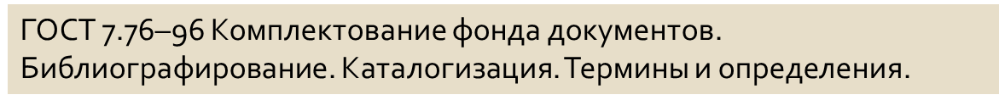 ГОСТ 7.76–96 Комплектование фонда документов.
Библиографирование. Каталогизация. Термины и определения.